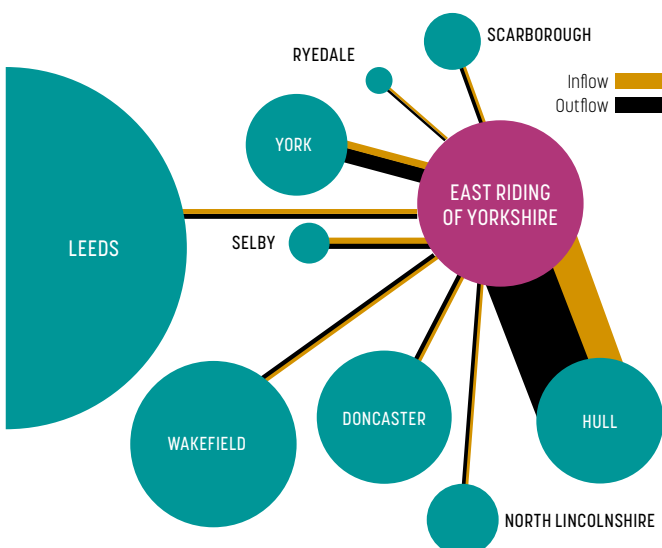 SCARBOROUGH
RYEDALE
Inflow
Outflow
YORK
EAST RIDING
OF YORKSHIRE
LEEDS
SELBY
WAKEFIELD
DONCASTER
HULL
NORTH LINCOLNSHIRE